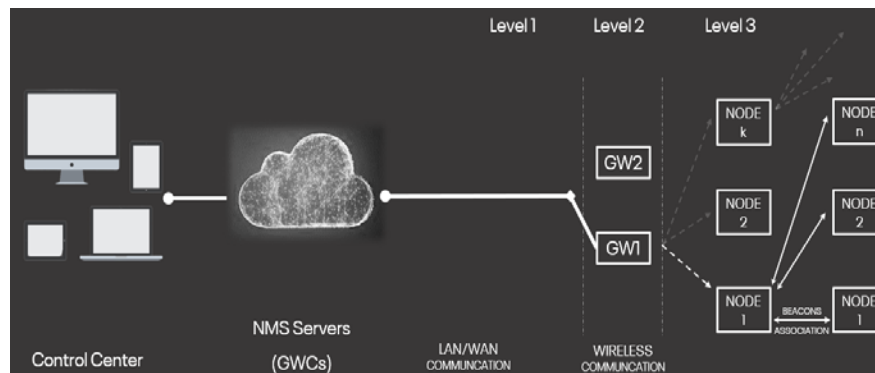 Level 1
Level 2
Level 3
NODE
k
NODE
n
GW2
NODE
2
NODE
2
GW1
NODE
1
BEACONS
ASSOCIATION
NODE
1
NMS Servers
(GWCs)
Control Center
LAN/WAN
COMMUNCATION
WIRELESS
COMMUNCATION